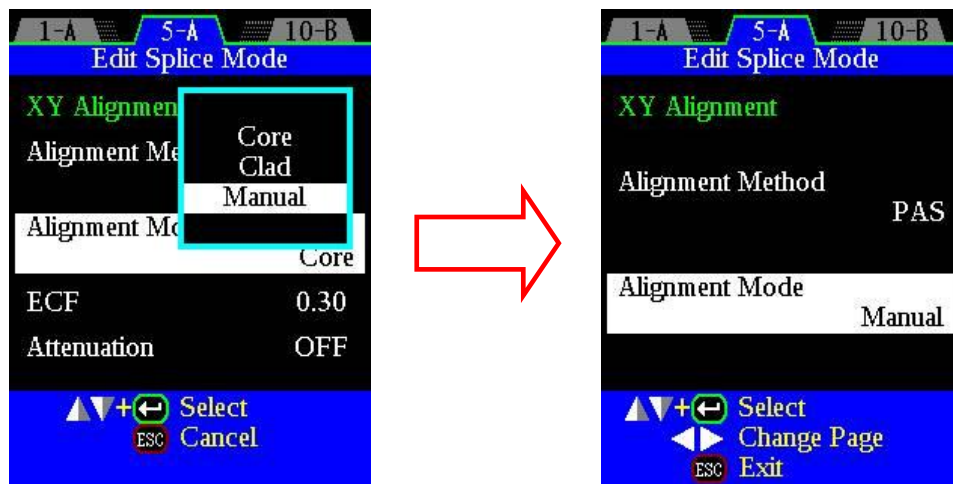 1-A 5-A 10-B
Edit Splice Mode
XY Alignmen
Alignment Me
Core
Clad
Manual
Alignment Mo
Core
ECF 0.30
Attenuation OFF
+ Select
ESC Cancel
1-A 5-A 10-B
Edit Splice Mode
XY Alignment
Alignment Method
PAS
Alignment Mode
Manual
+ Select
Change Page
ESC Exit